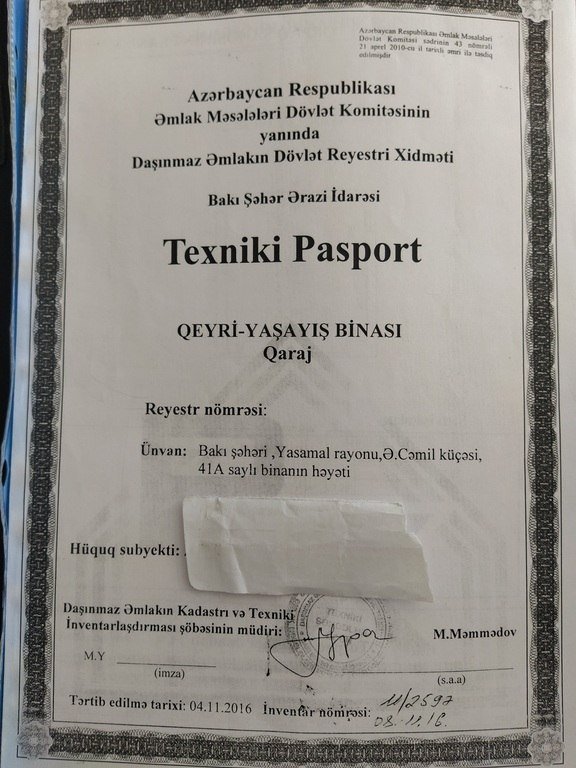 Azərbaycan Respublikası Əmlak Məsələləri
Dövlət Komitəsi sədrinin 43 nömrəli
21 aprel 2010-cu il tarixli əmri ilə təsdiq
edilmişdir
Azərbaycan Respublikası
Əmlak Məsələləri Dövlət Komitəsinin
yanında
Daşınmaz Əmlakın Dövlət Reyestri Xidməti
Bakı Şəhər Ərazi İdarəsi
Texniki Pasport
QEYRİ-YAŞAYIŞ BİNASI
Qaraj
Reyestr nömrəsi:
Ünvan: Bakı şəhəri ,Yasamal rayonu,Ə.Cəmil küçəsi,
41A saylı binanın həyəti
Hüquq subyekti:
Daşınmaz Əmlakın Kadastrı və Texniki
İnventarlaşdırması şöbəsinin müdiri:
M.Məmmədov
M.Y
(imza)
(s.a.a)
Tərtib edilmə tarixi: 04.11.2016 İnventar nömrəsi: 11/2597
08.11.16.